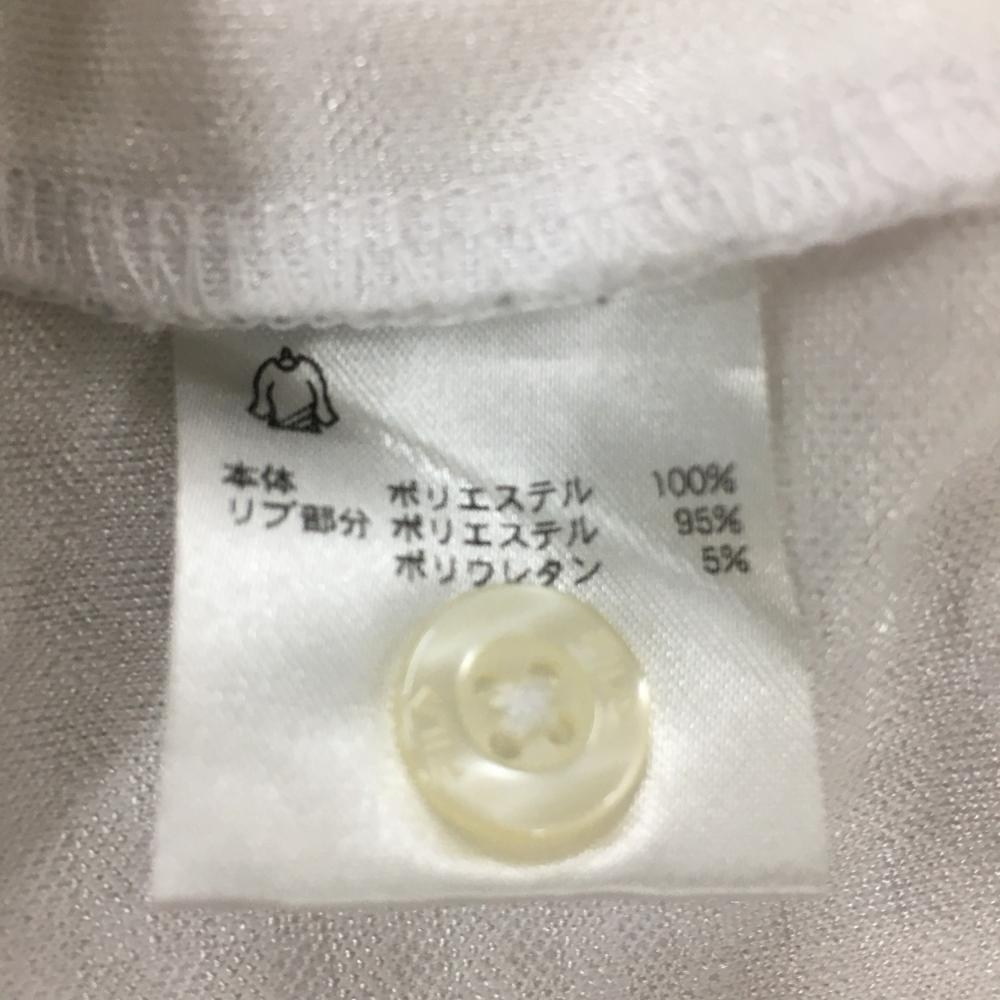 本体 ポリエステル 100%
リブ部分 ポリエステル 95%
ポリウレタン 5%